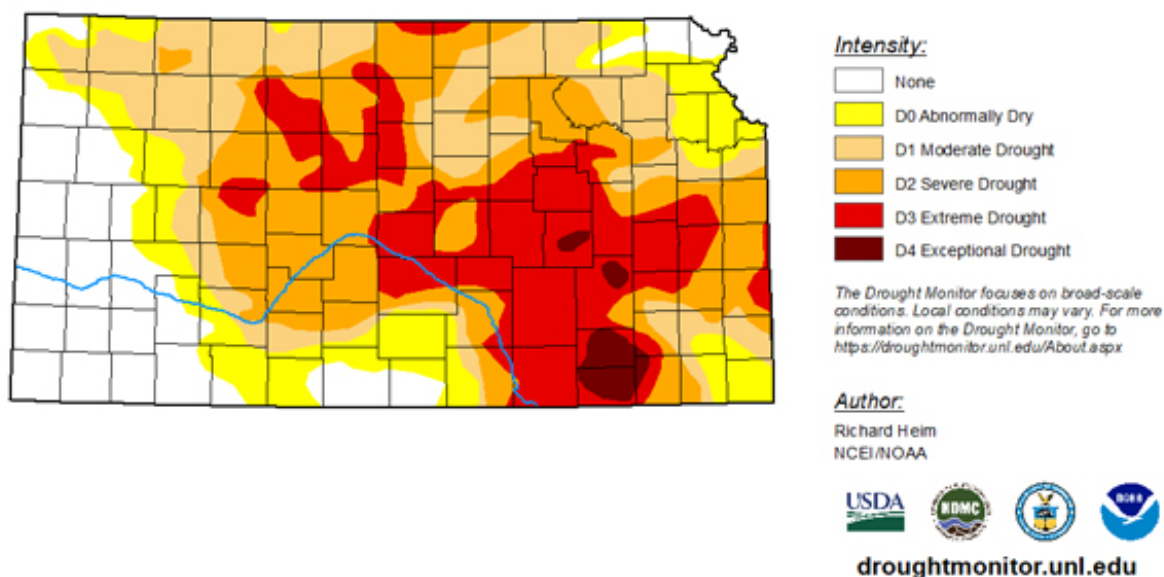 Intensity:
None
D0 Abnormally Dry
D1 Moderate Drought
D2 Severe Drought
D3 Extreme Drought
D4 Exceptional Drought
The Drought Monitor focuses on broad-scale
conditions. Local conditions may vary. For more
information on the Drought Monitor, go to
https://droughtmonitor.unl.edu/About.aspx
Author:
Richard Heim
NCEI/NOAA
USDA
NDMC
NOAA
droughtmonitor.unl.edu